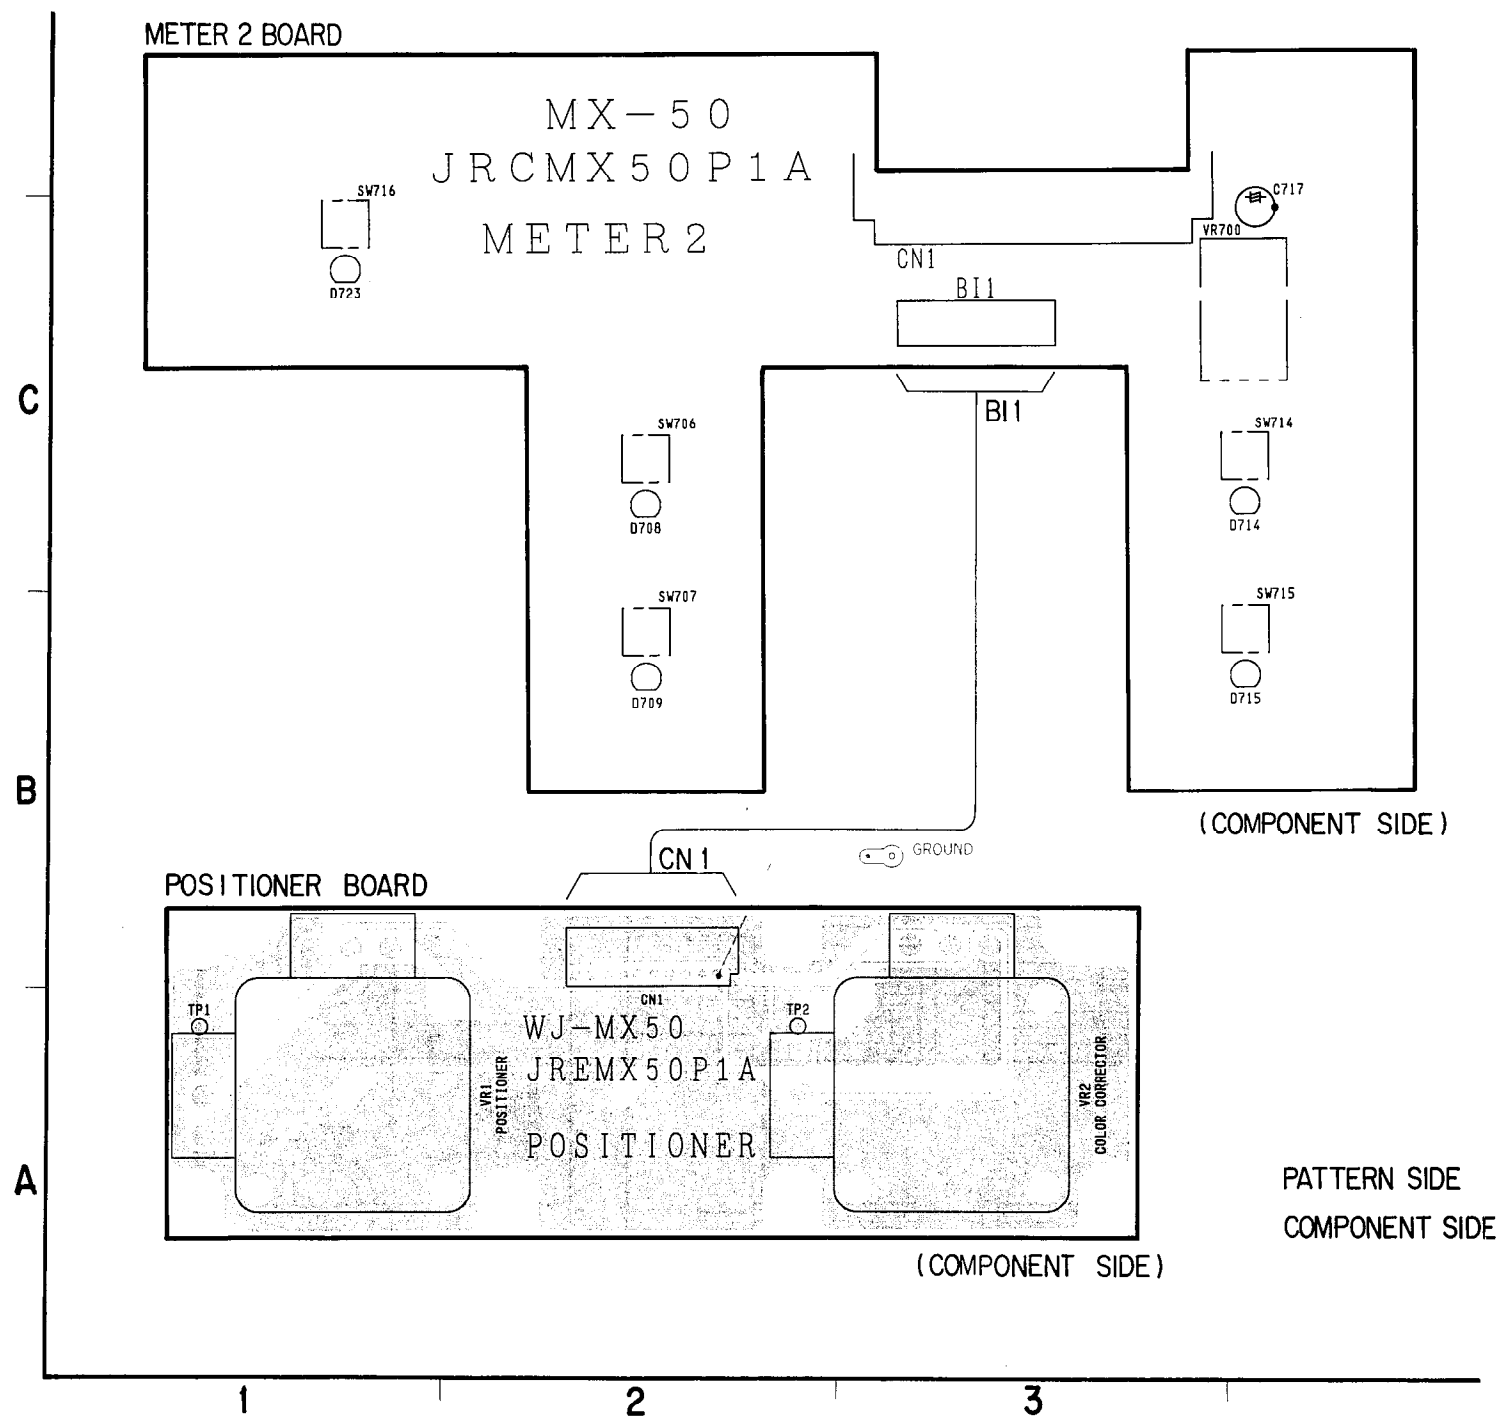 METER 2 BOARD
MX-50
JRCMX50P1A
METER2
SW716
D723
C717
VR700
CN1
BI1
BI1
C
SW706
D708
SW714
D714
SW707
D709
SW715
D715
B
(COMPONENT SIDE)
GROUND
CN1
POSITIONER BOARD
CN1
TP1
TP2
WJ-MX50
JREMX50P1A
POSITIONER
VR1
POSITIONER
VR2
COLOR CORRECTOR
A
PATTERN SIDE
COMPONENT SIDE
(COMPONENT SIDE)
1
2
3